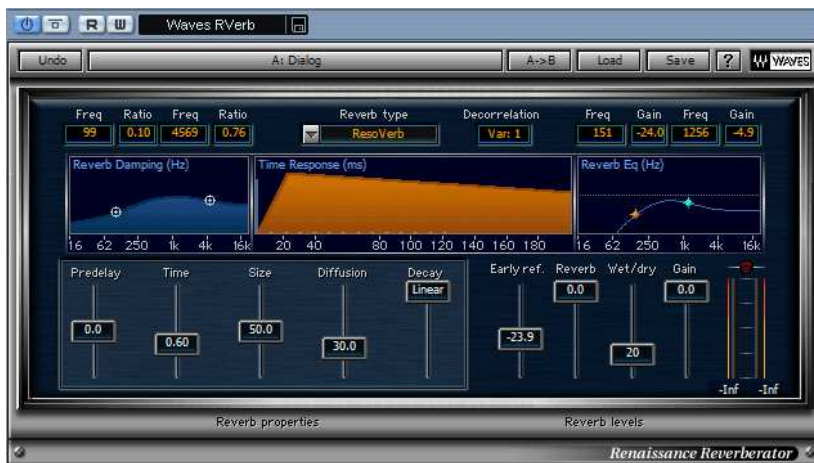 R W Waves RVerb
Undo A: Dialog A->B Load Save ? WAVES
Freq Ratio Freq Ratio Reverb type Decorrelation Freq Gain Freq Gain
99 0.10 4569 0.76 ResoVerb Var: 1 151 -24.0 1256 -4.9
Reverb Damping (Hz) Time Response (ms) Reverb Eq (Hz)
16 62 250 1k 4k 16k 20 40 80 100 120 140 160 180 16 62 250 1k 4k 16k
Predelay Time Size Diffusion Decay Early ref. Reverb Wet/dry Gain
0.0 0.60 50.0 30.0 Linear -23.9 0.0 20 0.0
-Inf -Inf
Reverb properties Reverb levels
Renaissance Reverberator